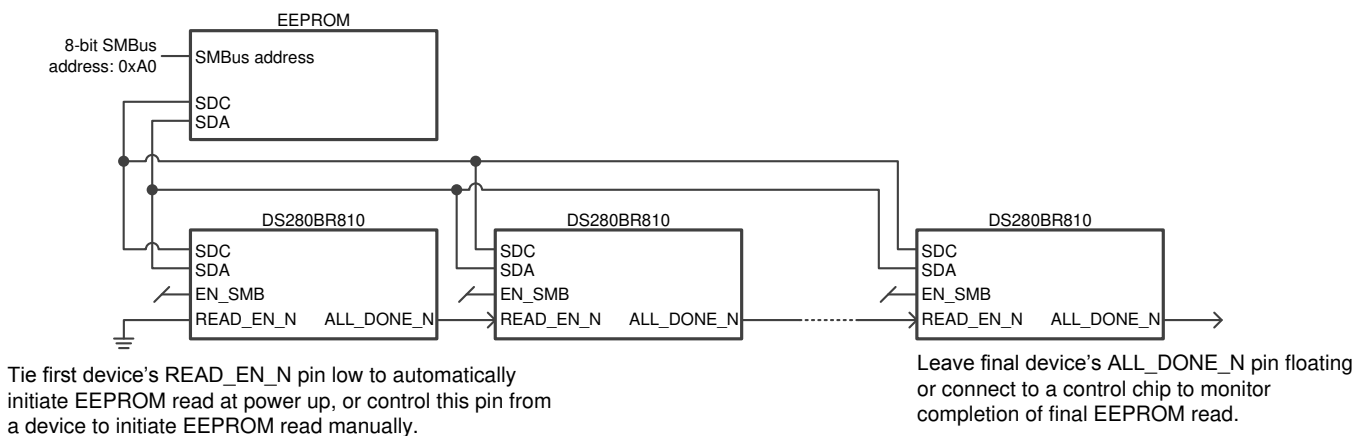 EEPROM
8-bit SMBus
address: 0xA0
SMBus address
SDC
SDA
DS280BR810
SDC
SDA
EN_SMB
READ_EN_N ALL_DONE_N
DS280BR810
SDC
SDA
EN_SMB
READ_EN_N ALL_DONE_N
DS280BR810
SDC
SDA
EN_SMB
READ_EN_N ALL_DONE_N
Tie first device's READ_EN_N pin low to automatically
initiate EEPROM read at power up, or control this pin from
a device to initiate EEPROM read manually.
Leave final device's ALL_DONE_N pin floating
or connect to a control chip to monitor
completion of final EEPROM read.